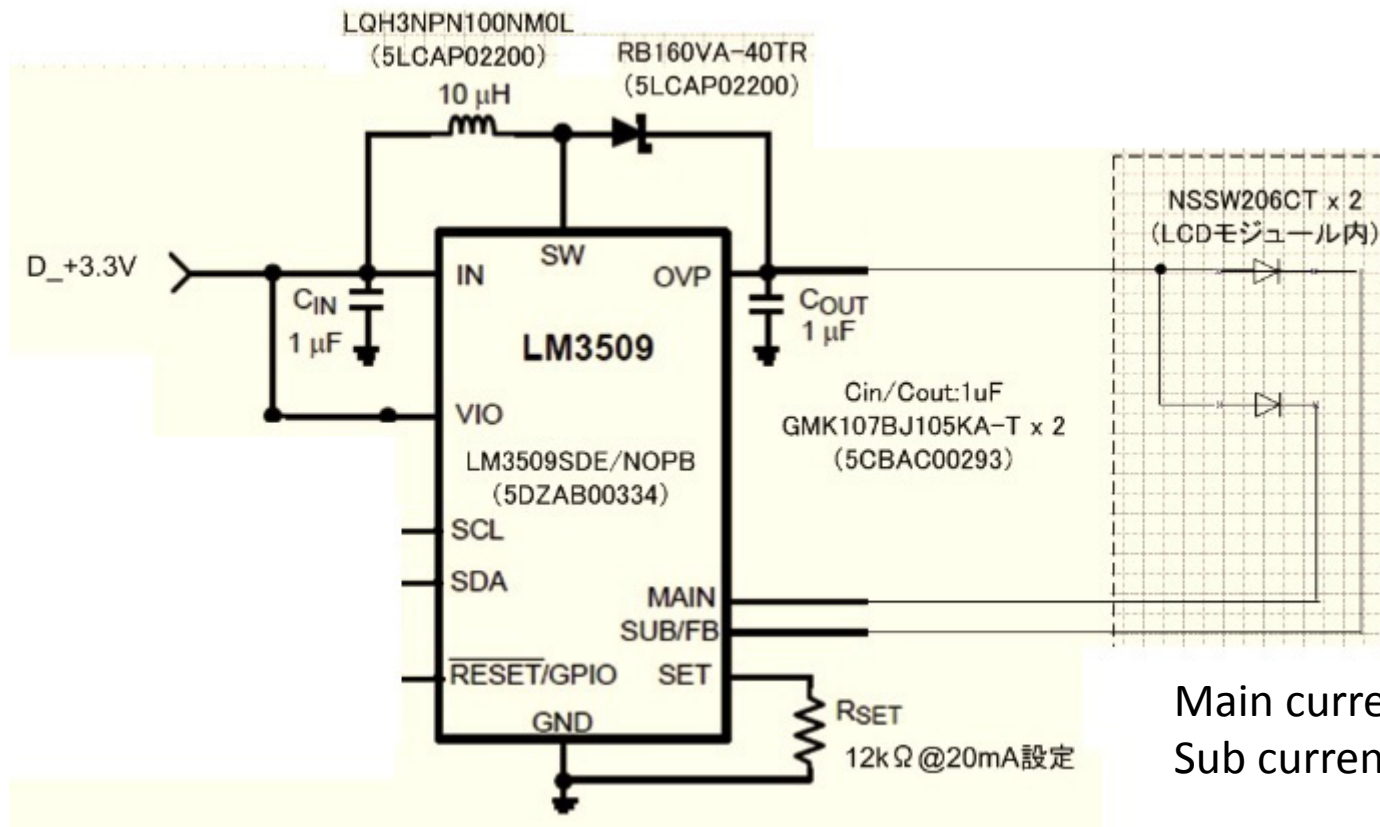 LQH3NPN100NM0L
(5LCAP02200)
10 μH
RB160VA-40TR
(5LCAP02200)
NSSW206CT x 2
(LCDモジュール内)
D_+3.3V
IN
SW
OVP
CIN
1 μF
COUT
1 μF
LM3509
Cin/Cout:1uF
GMK107BJ105KA-T x 2
(5CBAC00293)
VIO
LM3509SDE/NOPB
(5DZAB00334)
SCL
SDA
MAIN
SUB/FB
RESET/GPIO
SET
GND
RSET
12kΩ@20mA設定
Main curre
Sub curren